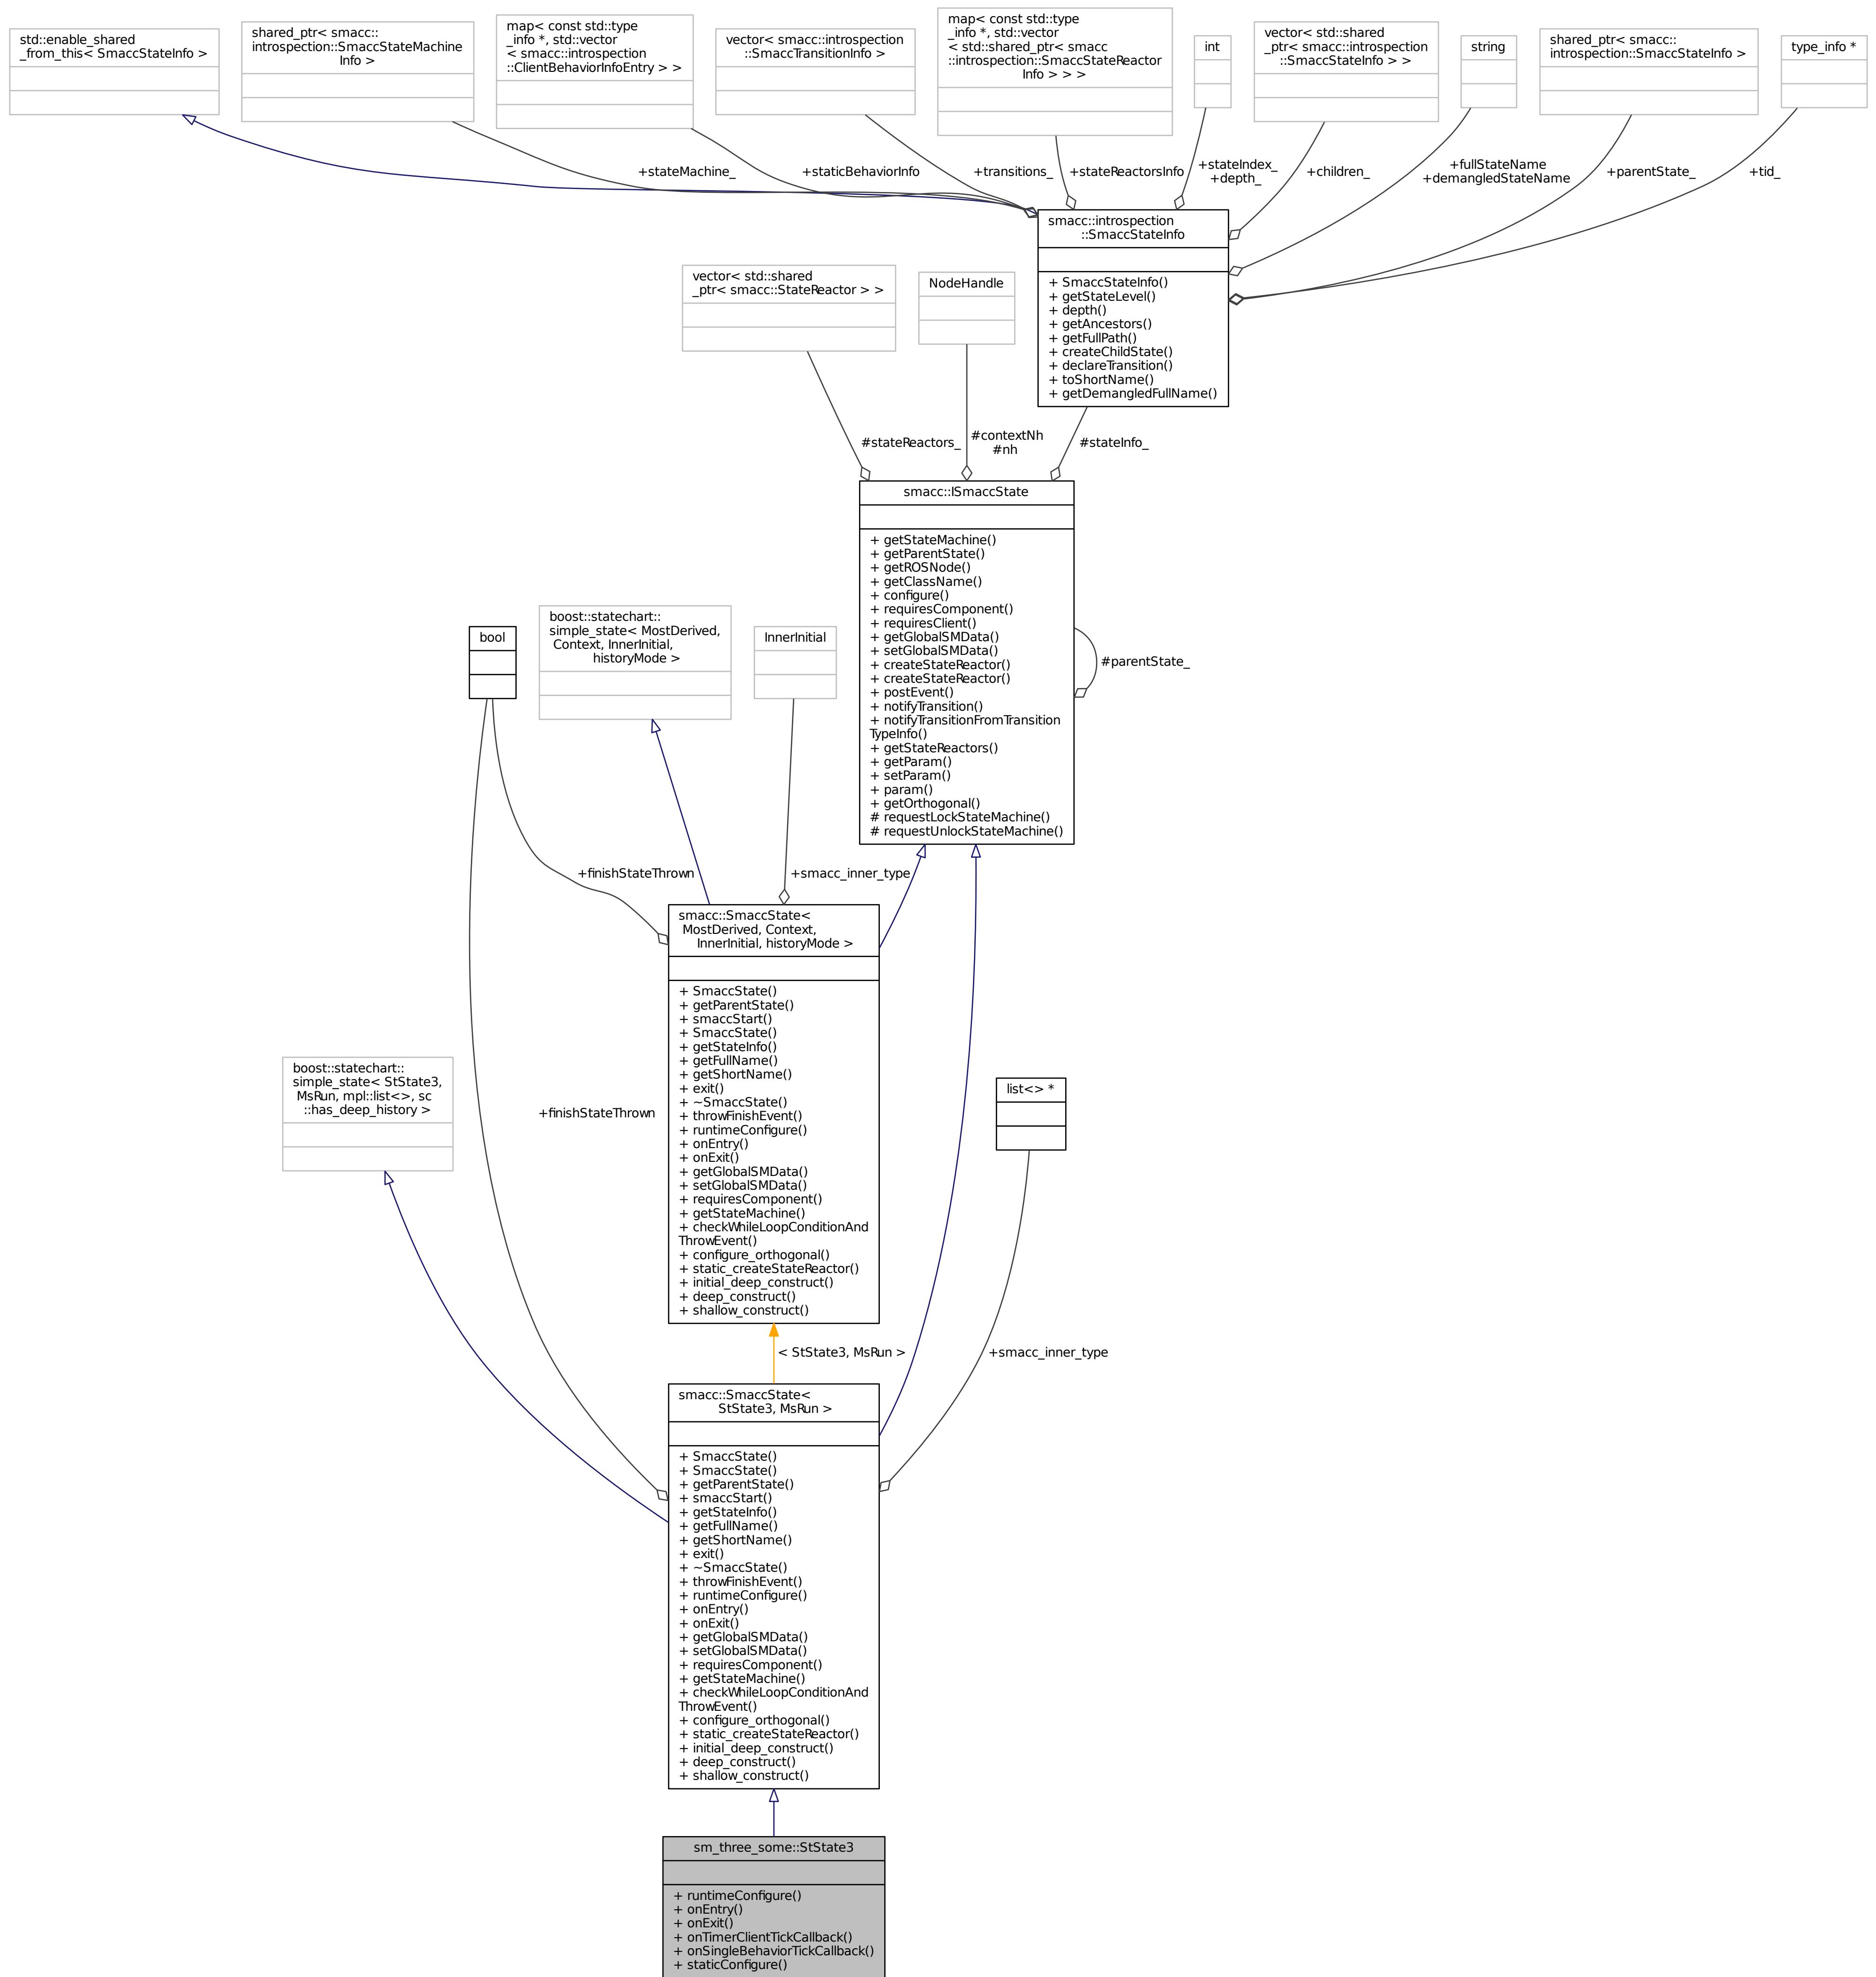 std::enable_shared
_from_this< SmaccStateInfo >
shared_ptr< smacc::
introspection::SmaccStateMachine
Info >
map< const std::type
_info *, std::vector
< smacc::introspection
::ClientBehaviorInfoEntry > >
vector< smacc::introspection
::SmaccTransitionInfo >
map< const std::type
_info *, std::vector
< std::shared_ptr< smacc
::introspection::SmaccStateReactor
Info > > >
int
vector< std::shared
_ptr< smacc::introspection
::SmaccStateInfo > >
string
shared_ptr< smacc::
introspection::SmaccStateInfo >
type_info *
+stateMachine_
+staticBehaviorInfo
+transitions_
+stateReactorsInfo
+stateIndex_
+depth_
+children_
+fullStateName
+demangledStateName
+parentState_
+tid_
smacc::introspection
::SmaccStateInfo
+ SmaccStateInfo()
+ getStateLevel()
+ depth()
+ getAncestors()
+ getFullPath()
+ createChildState()
+ declareTransition()
+ toShortName()
+ getDemangledFullName()
vector< std::shared
_ptr< smacc::StateReactor > >
NodeHandle
#stateReactors_
#contextNh
#nh
#stateInfo_
smacc::ISmaccState
+ getStateMachine()
+ getParentState()
+ getROSNode()
+ getClassName()
+ configure()
+ requiresComponent()
+ requiresClient()
+ getGlobalSMData()
+ setGlobalSMData()
+ createStateReactor()
+ createStateReactor()
+ postEvent()
+ notifyTransition()
+ notifyTransitionFromTransition
TypeInfo()
+ getStateReactors()
+ getParam()
+ setParam()
+ param()
+ getOrthogonal()
# requestLockStateMachine()
# requestUnlockStateMachine()
#parentState_
bool
boost::statechart::
simple_state< MostDerived,
Context, InnerInitial,
historyMode >
InnerInitial
+finishStateThrown
+smacc_inner_type
smacc::SmaccState<
MostDerived, Context,
InnerInitial, historyMode >
+ SmaccState()
+ getParentState()
+ smaccStart()
+ SmaccState()
+ getStateInfo()
+ getFullName()
+ getShortName()
+ exit()
+ ~SmaccState()
+ throwFinishEvent()
+ runtimeConfigure()
+ onEntry()
+ onExit()
+ getGlobalSMData()
+ setGlobalSMData()
+ requiresComponent()
+ getStateMachine()
+ checkWhileLoopConditionAnd
ThrowEvent()
+ configure_orthogonal()
+ static_createStateReactor()
+ initial_deep_construct()
+ deep_construct()
+ shallow_construct()
boost::statechart::
simple_state< StState3,
MsRun, mpl::list<>, sc
::has_deep_history >
+finishStateThrown
list<> *
< StState3, MsRun >
+smacc_inner_type
smacc::SmaccState<
StState3, MsRun >
+ SmaccState()
+ SmaccState()
+ getParentState()
+ smaccStart()
+ getStateInfo()
+ getFullName()
+ getShortName()
+ exit()
+ ~SmaccState()
+ throwFinishEvent()
+ runtimeConfigure()
+ onEntry()
+ onExit()
+ getGlobalSMData()
+ setGlobalSMData()
+ requiresComponent()
+ getStateMachine()
+ checkWhileLoopConditionAnd
ThrowEvent()
+ configure_orthogonal()
+ static_createStateReactor()
+ initial_deep_construct()
+ deep_construct()
+ shallow_construct()
sm_three_some::StState3
+ runtimeConfigure()
+ onEntry()
+ onExit()
+ onTimerClientTickCallback()
+ onSingleBehaviorTickCallback()
+ staticConfigure()